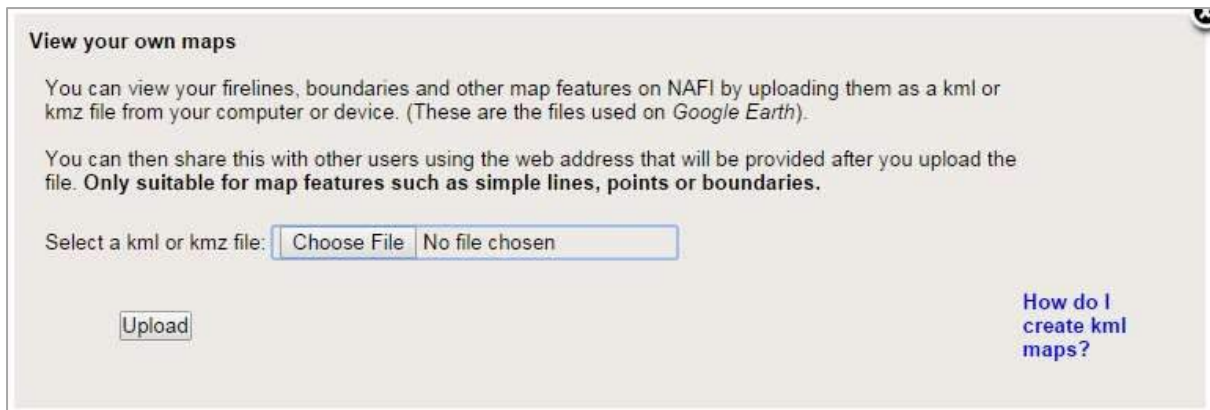 View your own maps
You can view your firelines, boundaries and other map features on NAFI by uploading them as a kml or
kmz file from your computer or device. (These are the files used on Google Earth).
You can then share this with other users using the web address that will be provided after you upload the
file. Only suitable for map features such as simple lines, points or boundaries.
Select a kml or kmz file: Choose File No file chosen
Upload
How do I
create kml
maps?